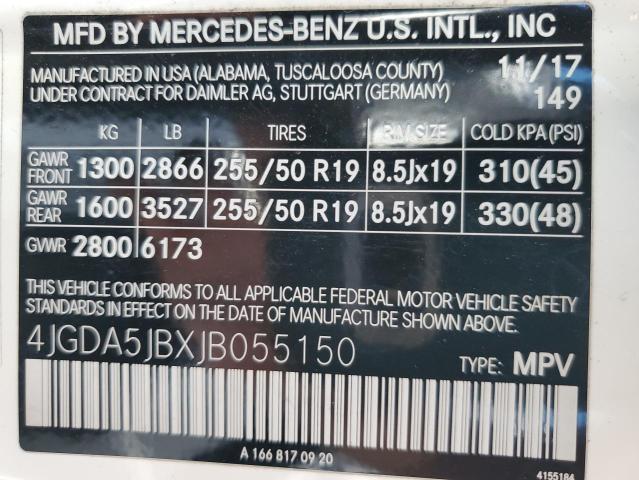 MFD BY MERCEDES-BENZ U.S. INTL., INC
MANUFACTURED IN USA (ALABAMA, TUSCALOOSA COUNTY) 11/17
UNDER CONTRACT FOR DAIMLER AG, STUTTGART (GERMANY) 149
KG LB TIRES RIM SIZE COLD KPA (PSI)
GAWR FRONT 1300 2866 255/50 R19 8.5Jx19 310(45)
GAWR REAR 1600 3527 255/50 R19 8.5Jx19 330(48)
GVWR 2800 6173
THIS VEHICLE CONFORMS TO ALL APPLICABLE FEDERAL MOTOR VEHICLE SAFETY
STANDARDS IN EFFECT ON THE DATE OF MANUFACTURE SHOWN ABOVE.
4JGDA5JBXJB055150 TYPE: MPV
A 166 817 09 20
4155184